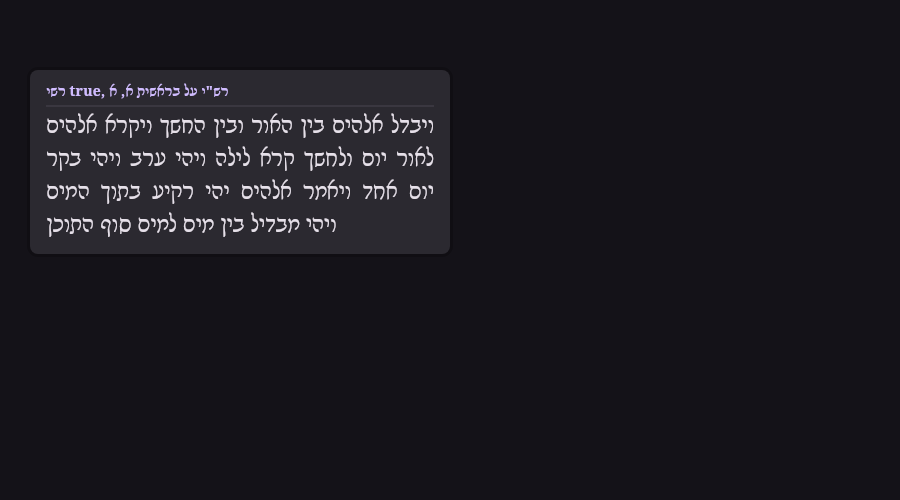 רשי true, רש"י על בראשית א, א
ויבדל אלהים בין האור ובין החשך ויקרא אלהים
לאור יום ולחשך קרא לילה ויהי ערב ויהי בקר
יום אחד ויאמר אלהים יהי רקיע בתוך המים
ויהי מבדיל בין מים למים סוף התוכן